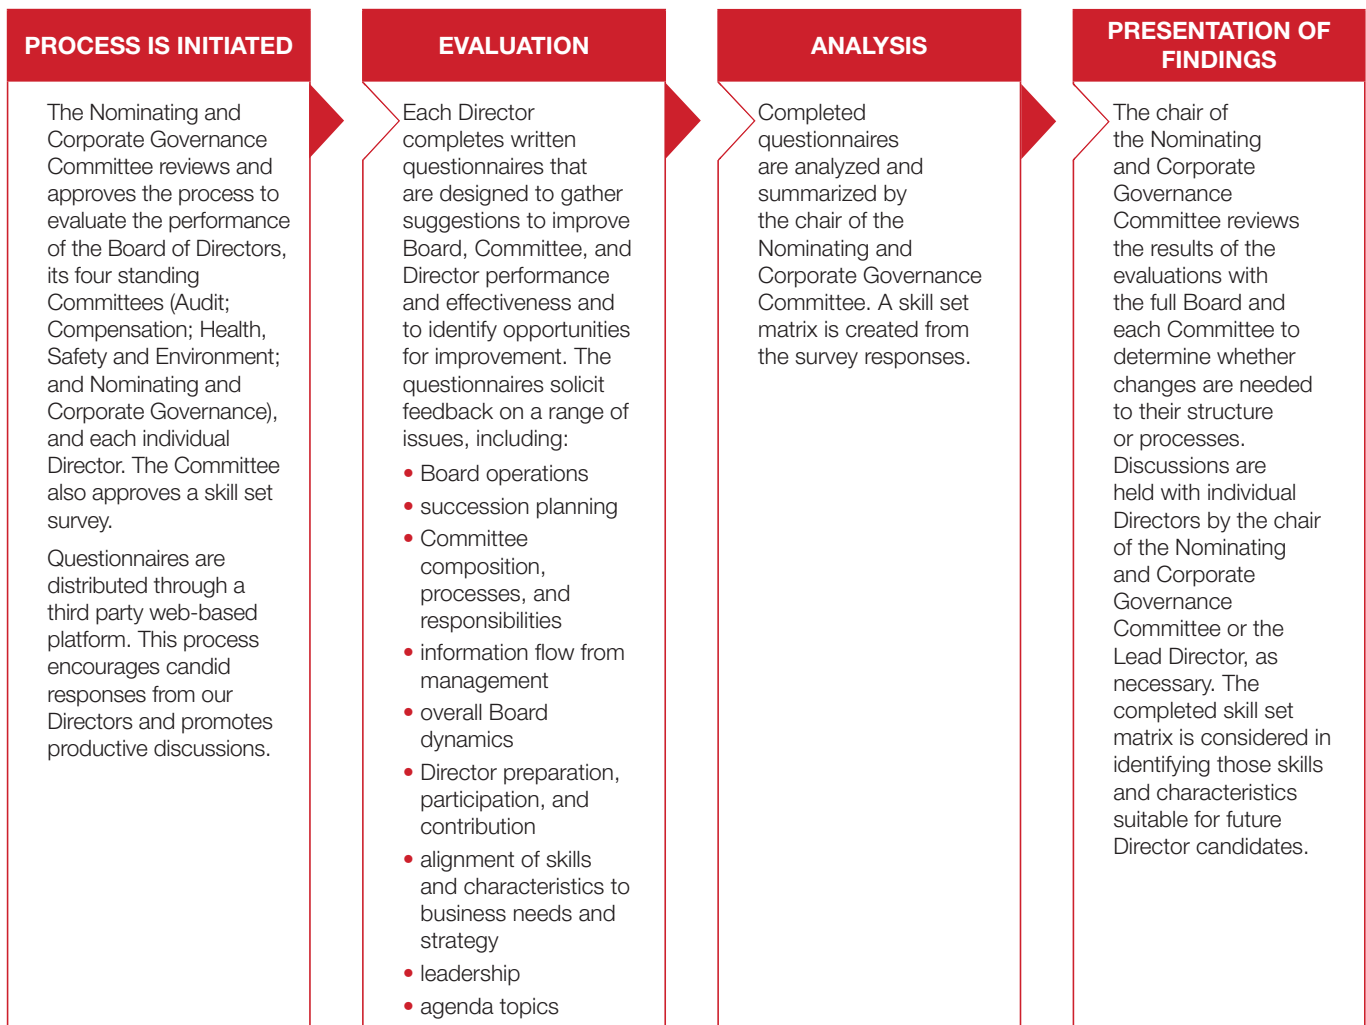 PROCESS IS INITIATED
The Nominating and
Corporate Governance
Committee reviews and
approves the process to
evaluate the performance
of the Board of Directors,
its four standing
Committees (Audit;
Compensation; Health,
Safety and Environment;
and Nominating and
Corporate Governance),
and each individual
Director. The Committee
also approves a skill set
survey.
Questionnaires are
distributed through a
third party web-based
platform. This process
encourages candid
responses from our
Directors and promotes
productive discussions.
EVALUATION
Each Director
completes written
questionnaires that
are designed to gather
suggestions to improve
Board, Committee, and
Director performance
and effectiveness and
to identify opportunities
for improvement. The
questionnaires solicit
feedback on a range of
issues, including:
• Board operations
• succession planning
• Committee
composition,
processes, and
responsibilities
• information flow from
management
• overall Board
dynamics
• Director preparation,
participation, and
contribution
• alignment of skills
and characteristics to
business needs and
strategy
• leadership
• agenda topics
ANALYSIS
Completed
questionnaires
are analyzed and
summarized by
the chair of the
Nominating and
Corporate Governance
Committee. A skill set
matrix is created from
the survey responses.
PRESENTATION OF
FINDINGS
The chair of
the Nominating
and Corporate
Governance
Committee reviews
the results of the
evaluations with
the full Board and
each Committee to
determine whether
changes are needed
to their structure
or processes.
Discussions are
held with individual
Directors by the chair
of the Nominating
and Corporate
Governance
Committee or the
Lead Director, as
necessary. The
completed skill set
matrix is considered in
identifying those skills
and characteristics
suitable for future
Director candidates.